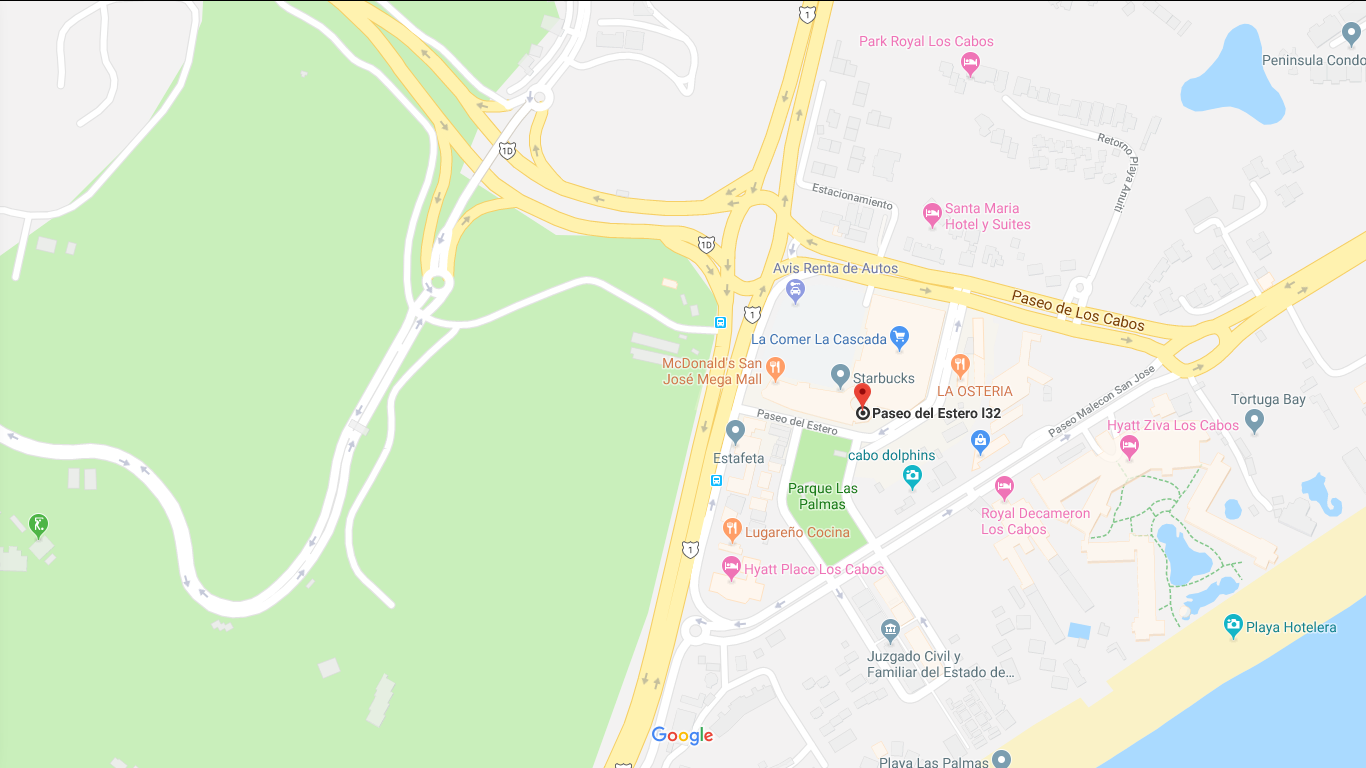 1
Park Royal Los Cabos
Peninsula Condo
1D
Retorno Playa Anuiti
Estacionamiento
Santa Maria
Hotel y Suites
1D
Avis Renta de Autos
Paseo de Los Cabos
1
La Comer La Cascada
McDonald's San
José Mega Mall
Starbucks
LA OSTERIA
Paseo Malecon San Jose
Tortuga Bay
Paseo del Estero l32
Paseo del Estero
Hyatt Ziva Los Cabos
Estafeta
cabo dolphins
Parque Las
Palmas
Royal Decameron
Los Cabos
Lugareño Cocina
1
Hyatt Place Los Cabos
Playa Hotelera
Juzgado Civil y
Familiar del Estado de...
Google
Playa Las Palmas